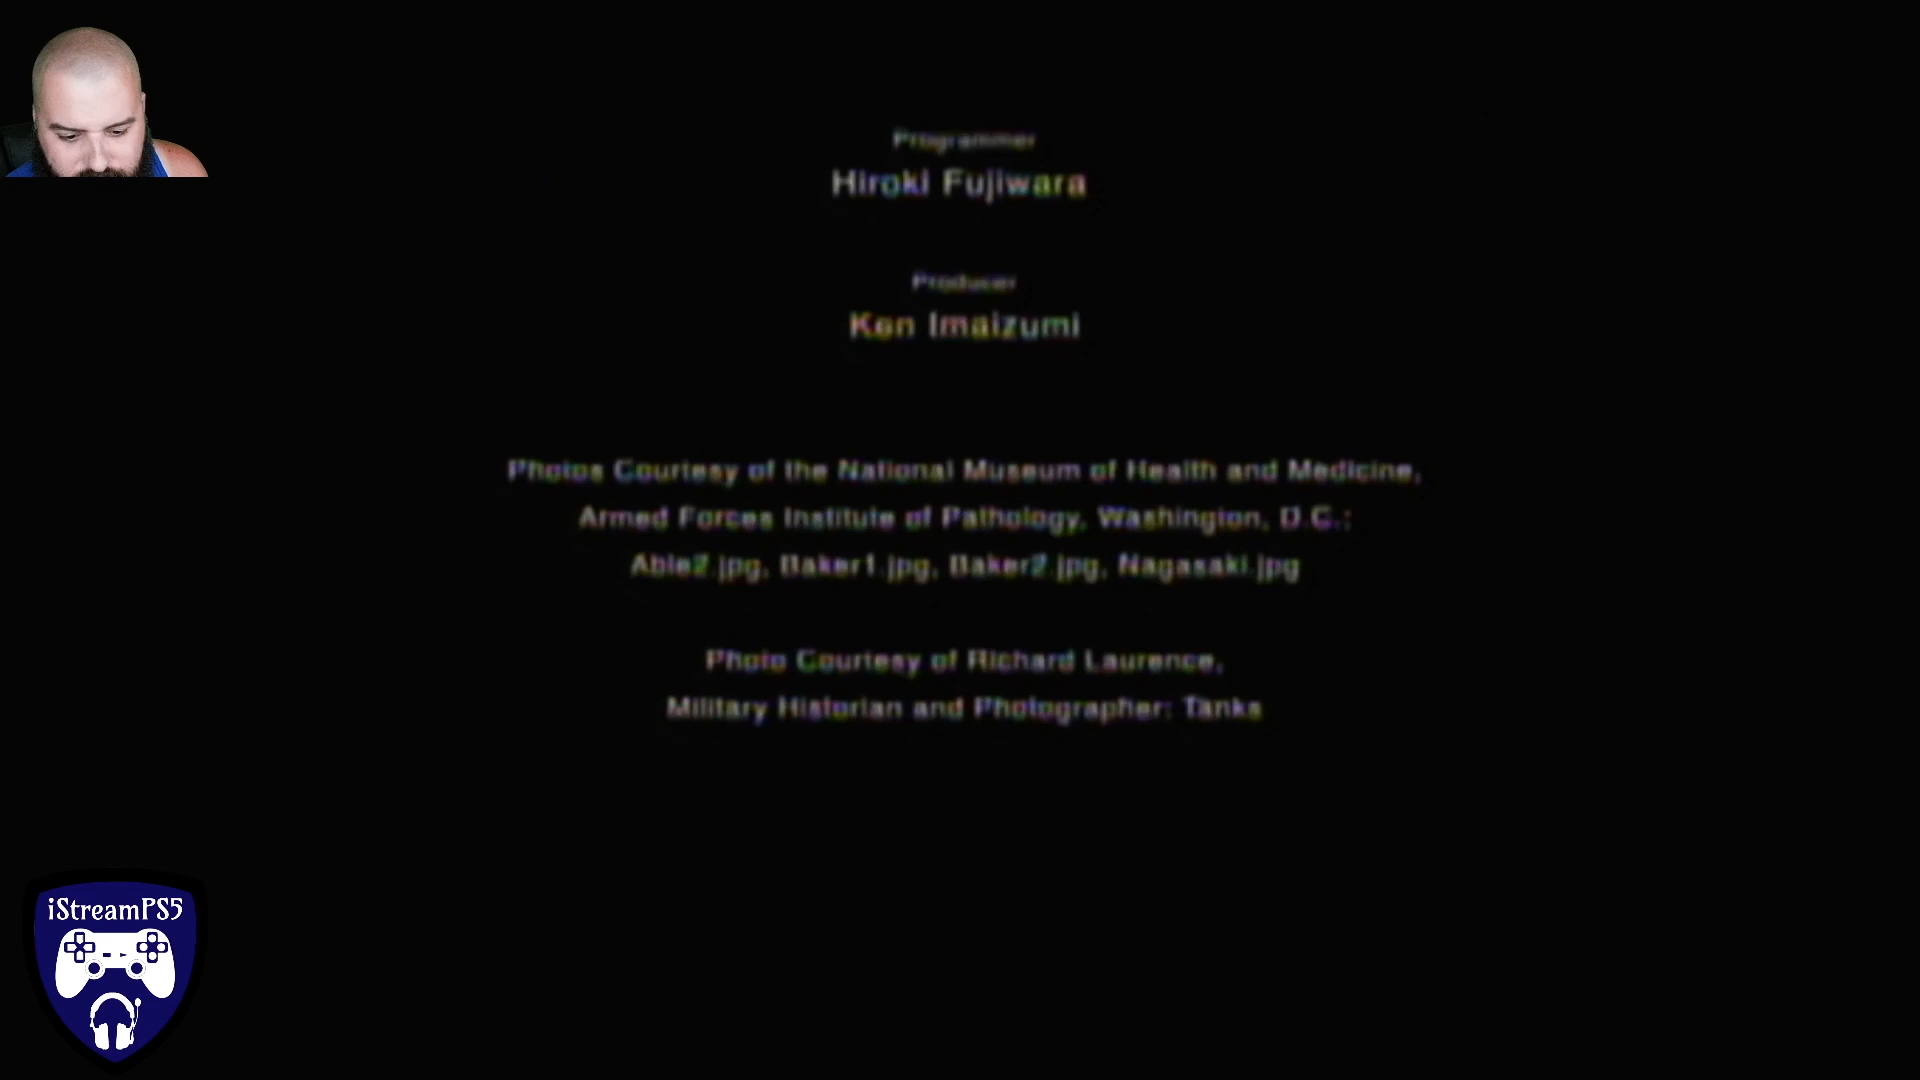 Programmer
Hiroki Fujiwara
Producer
Ken Imaizumi
Photos Courtesy of the National Museum of Health and Medicine,
Armed Forces Institute of Pathology, Washington, D.C.:
Able2.jpg, Baker1.jpg, Baker2.jpg, Nagasaki.jpg
Photo Courtesy of Richard Laurence,
Military Historian and Photographer: Tanks
iStreamPS5